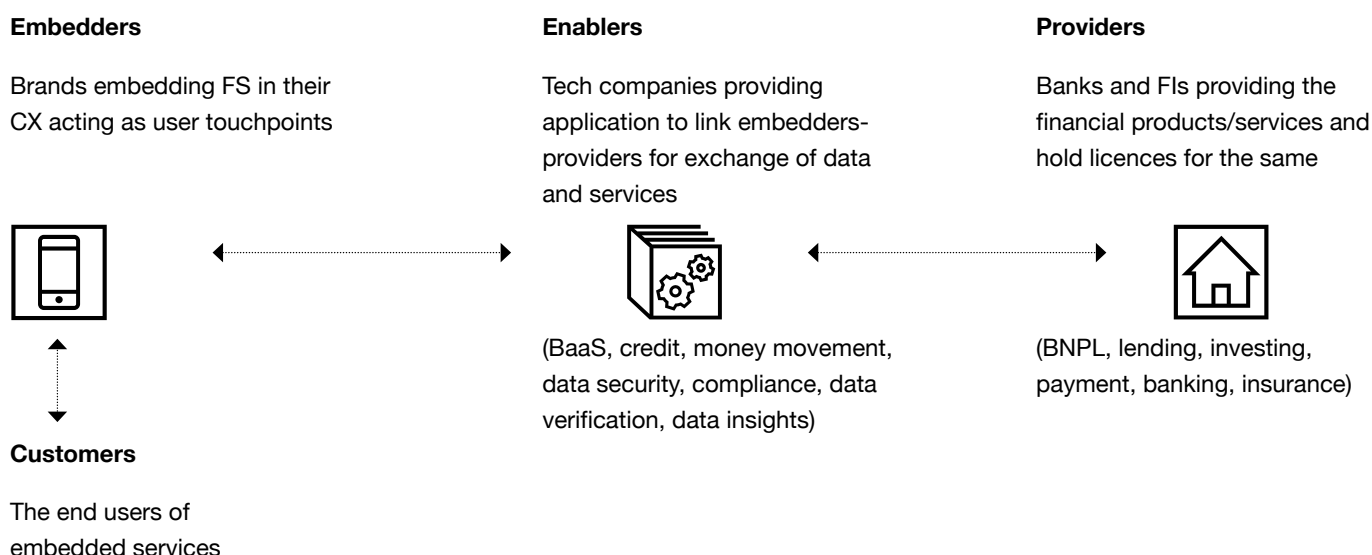 Embedders
Brands embedding FS in their
CX acting as user touchpoints
Enablers
Tech companies providing
application to link embedders-
providers for exchange of data
and services
(BaaS, credit, money movement,
data security, compliance, data
verification, data insights)
Providers
Banks and FIs providing the
financial products/services and
hold licences for the same
(BNPL, lending, investing,
payment, banking, insurance)
Customers
The end users of
embedded services